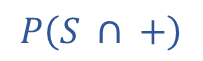 P(S ∩ +)